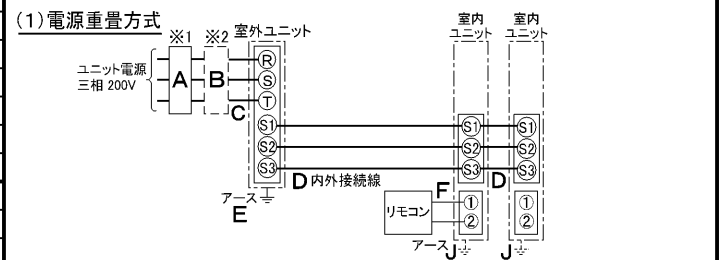 (1)電源重畳方式
※1 ※2 室外ユニット 室内ユニット 室内ユニット
ユニット電源
三相 200V
A B C
R
S
T
S1 S1 S1
S2 S2 S2
S3 S3 S3
D 内外接続線 F D
アース
E
リモコン
1 1
2 2
アース J J